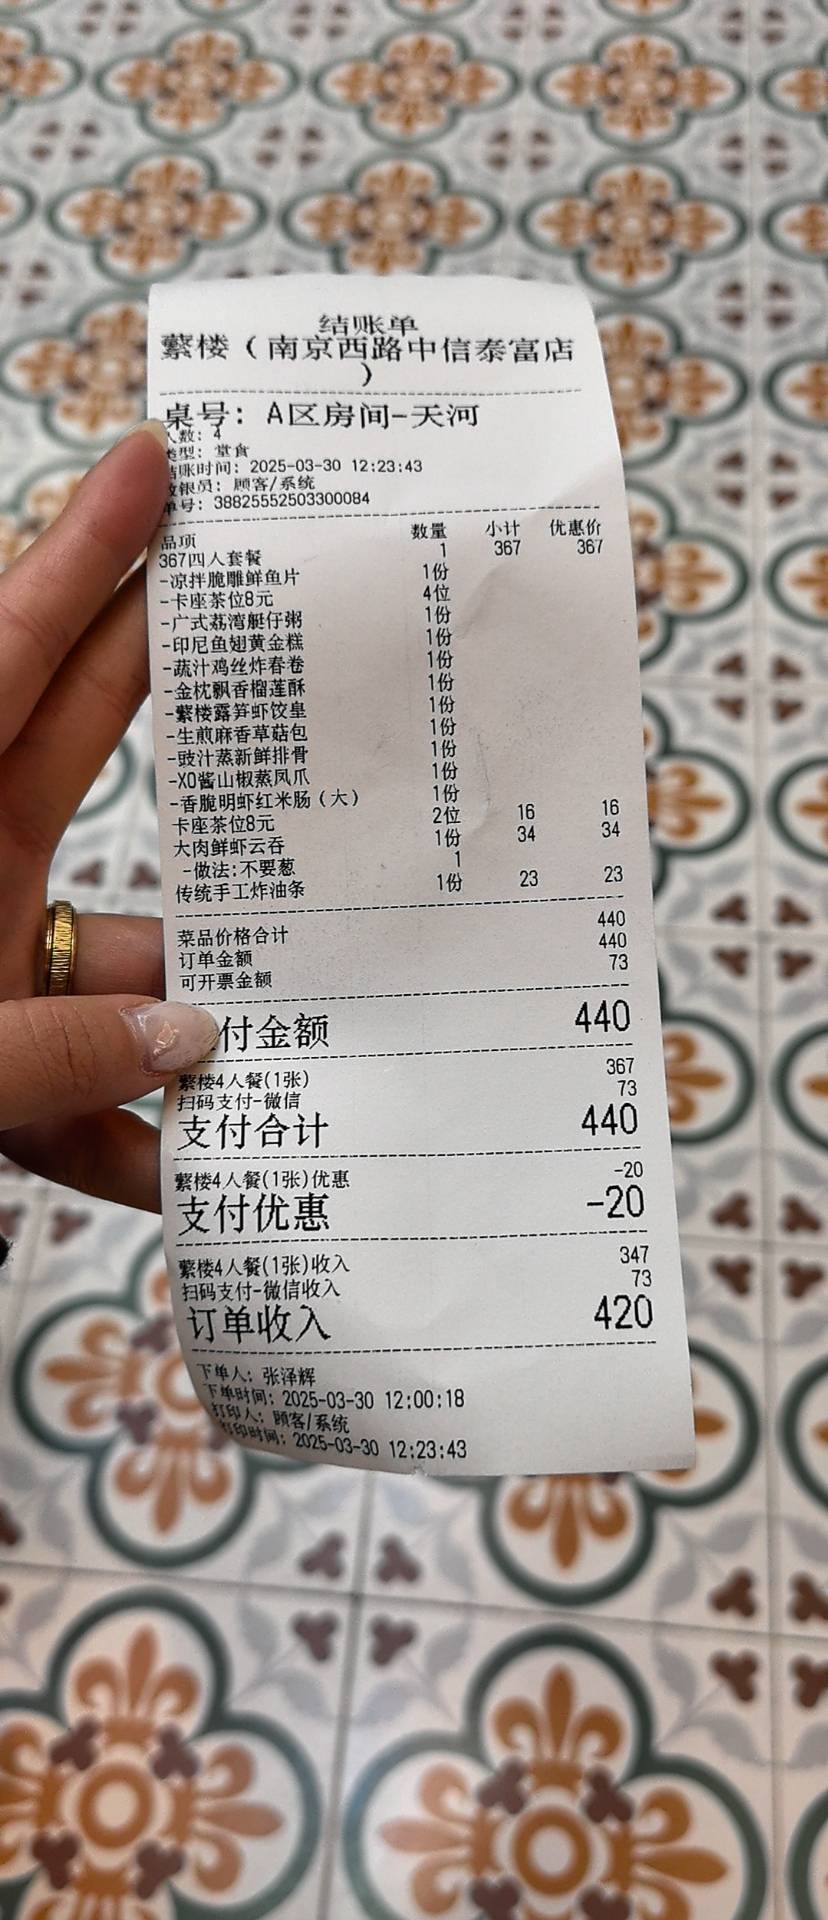 结账单
蘩楼（南京西路中信泰富店
）
桌号: A区房间-天河
人数: 4
类型: 堂食
结账时间: 2025-03-30 12:23:43
收银员: 顾客/系统
单号: 38825552503300084
品项 数量 小计 优惠价
367四人套餐 1 367 367
-凉拌脆雕鲜鱼片 1份
-卡座茶位8元 4位
-广式荔湾艇仔粥 1份
-印尼鱼翅黄金糕 1份
-蔬汁鸡丝炸春卷 1份
-金枕飘香榴莲酥 1份
-蘩楼露笋虾饺皇 1份
-生煎麻香草菇包 1份
-豉汁蒸新鲜排骨 1份
-XO酱山椒蒸凤爪 1份
-香脆明虾红米肠（大） 1份
卡座茶位8元 2位 16 16
大肉鲜虾云吞 1份 34 34
-做法:不要葱 1
传统手工炸油条 1份 23 23
菜品价格合计 440
订单金额 440
可开票金额 73
付金额 440
蘩楼4人餐(1张) 367
扫码支付-微信 73
支付合计 440
蘩楼4人餐(1张)优惠 -20
支付优惠 -20
蘩楼4人餐(1张)收入 347
扫码支付-微信收入 73
订单收入 420
下单人: 张泽辉
下单时间: 2025-03-30 12:00:18
打印人: 顾客/系统
打印时间: 2025-03-30 12:23:43